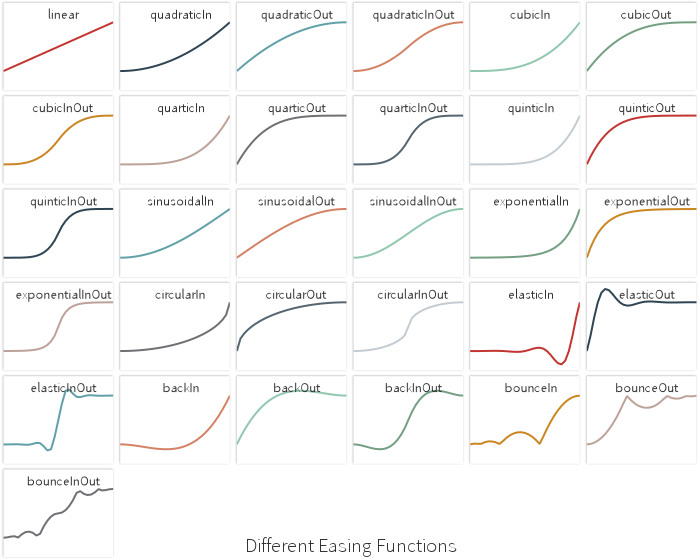 linear
quadraticIn
quadraticOut
quadraticInOut
cubicIn
cubicOut
cubicInOut
quarticIn
quarticOut
quarticInOut
quinticIn
quinticOut
quinticInOut
sinusoidalIn
sinusoidalOut
sinusoidalInOut
exponentialIn
exponentialOut
exponentialInOut
circularIn
circularOut
circularInOut
elasticIn
elasticOut
elasticInOut
backIn
backOut
backInOut
bounceIn
bounceOut
bounceInOut
Different Easing Functions